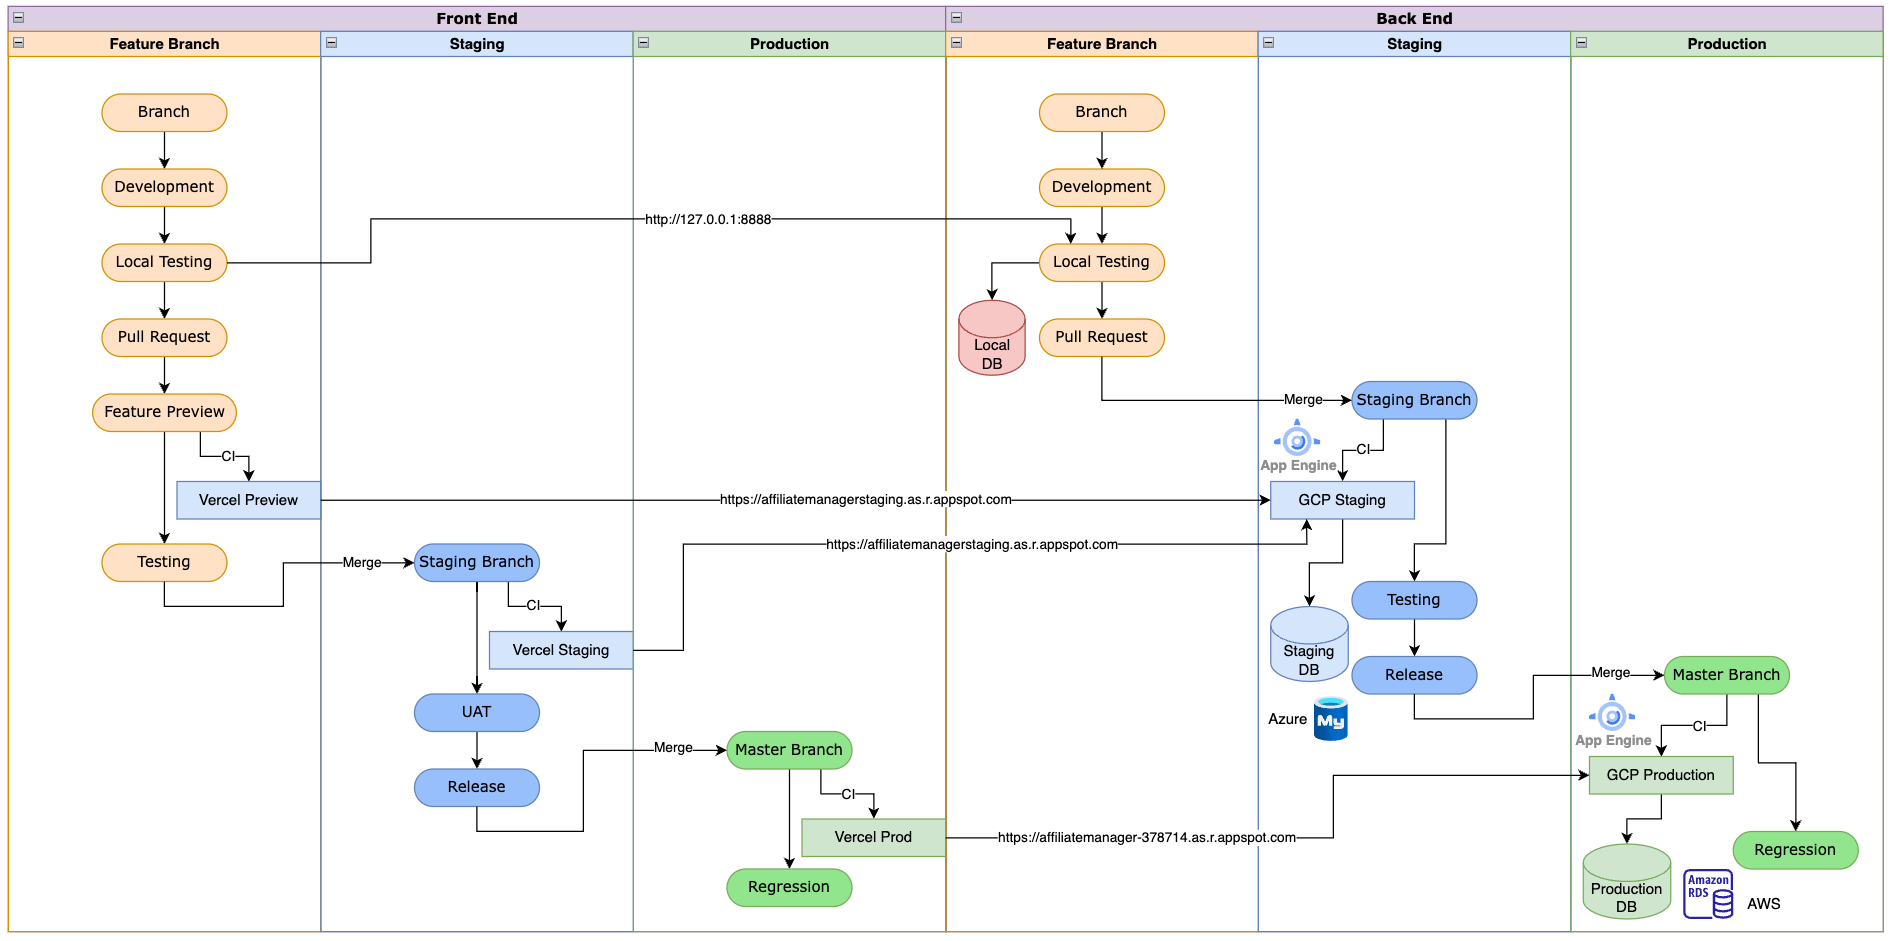 Front End
Back End
Feature Branch
Staging
Production
Feature Branch
Staging
Production
Branch
Development
Local Testing
Pull Request
Feature Preview
CI
Vercel Preview
Testing
Merge
Staging Branch
CI
Vercel Staging
UAT
Release
Merge
Master Branch
CI
Vercel Prod
Regression
http://127.0.0.1:8888
https://affiliatemanagerstaging.as.r.appspot.com
https://affiliatemanagerstaging.as.r.appspot.com
https://affiliatemanager-378714.as.r.appspot.com
Branch
Development
Local Testing
Local
DB
Pull Request
Merge
Staging Branch
App Engine
CI
GCP Staging
Staging
DB
Azure
My
Testing
Release
Merge
Master Branch
App Engine
CI
GCP Production
Production
DB
Amazon
RDS
AWS
Regression